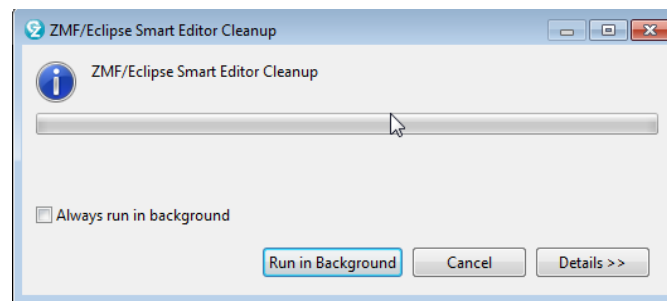 ZMF/Eclipse Smart Editor Cleanup
ZMF/Eclipse Smart Editor Cleanup
Always run in background
Run in Background Cancel Details >>